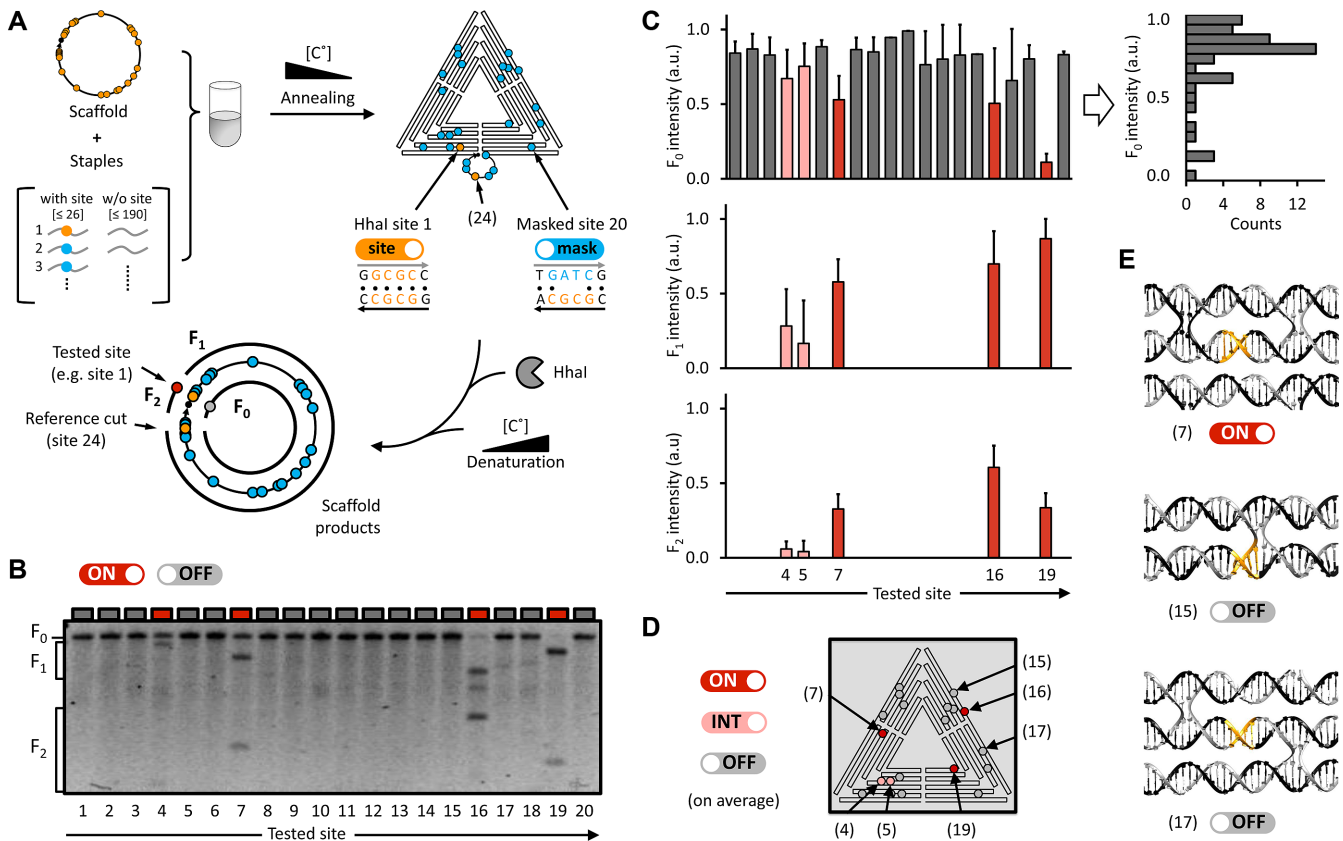 A
Scaffold
+
Staples
with site
[≤ 26]
w/o site
[≤ 190]
1
2
3
[C°]
Annealing
(24)
HhaI site 1
site
G G C G C C
C C G C G G
Masked site 20
mask
T G A T C G
A C G C G C
HhaI
[C°]
Denaturation
Tested site
(e.g. site 1)
Reference cut
(site 24)
F1
F2
F0
Scaffold
products
B
ON
OFF
F0
F1
F2
1 2 3 4 5 6 7 8 9 10 11 12 13 14 15 16 17 18 19 20
Tested site
C
F0 intensity (a.u.)
1.0
0.5
0.0
F1 intensity (a.u.)
1.0
0.5
0.0
F2 intensity (a.u)
1.0
0.5
0.0
4 5 7 16 19
Tested site
F0 intensity (a.u.)
1.0
0.5
0.0
0 4 8 12
Counts
D
ON
INT
OFF
(on average)
(7)
(15)
(16)
(17)
(4)
(5)
(19)
E
(7)
ON
(15)
OFF
(17)
OFF